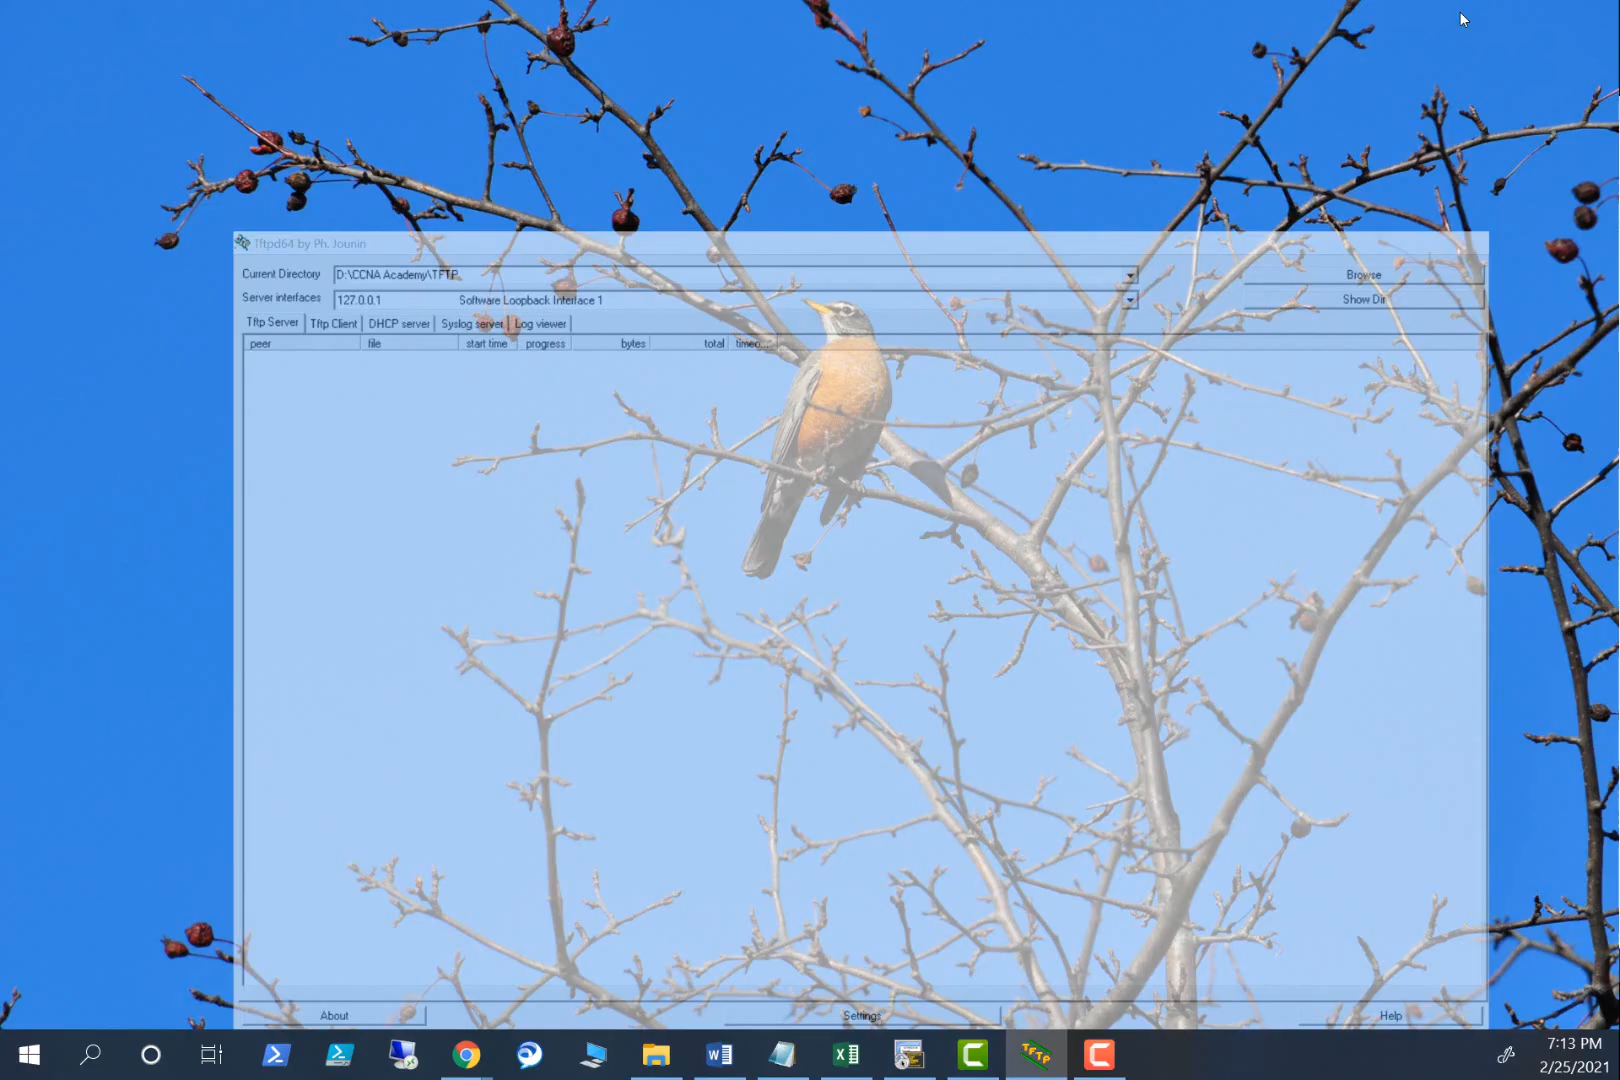 Tftpd64 by Ph. Jounin
Current Directory D:\CCNA Academy\TFTP Browse
Server interfaces 127.0.0.1 Software Loopback Interface 1 Show Dir
Tftp Server Tftp Client DHCP server Syslog server Log viewer
peer file start time progress bytes total timeo...
About Settings Help
TFTP
7:13 PM
2/25/2021